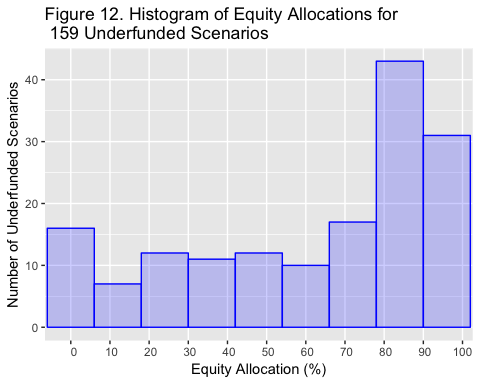 Figure 12. Histogram of Equity Allocations for
159 Underfunded Scenarios
Number of Underfunded Scenarios
40
30
20
10
0
0 10 20 30 40 50 60 70 80 90 100
Equity Allocation (%)